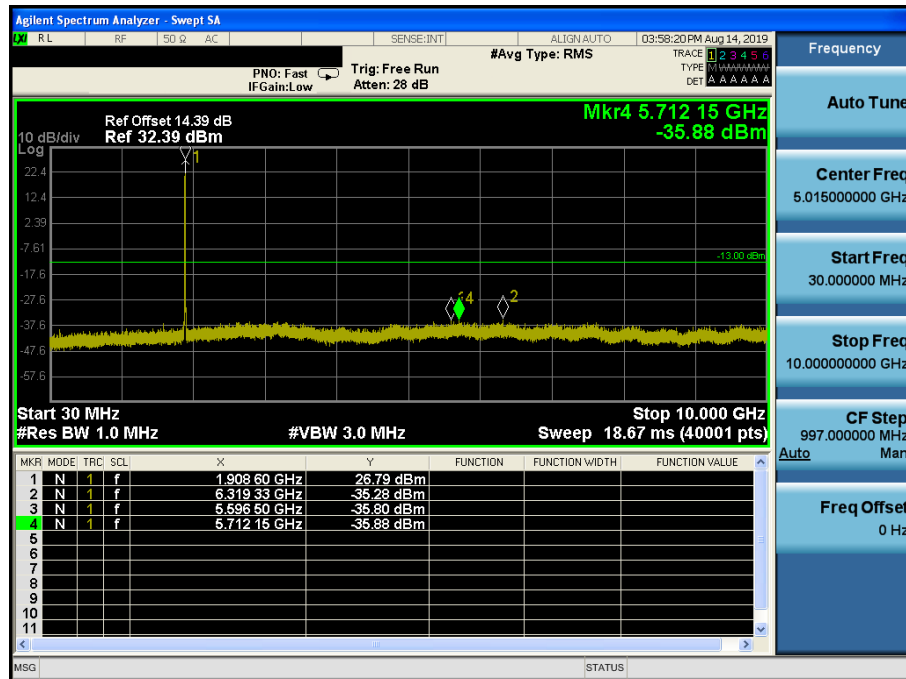 Agilent Spectrum Analyzer - Swept SA
LXI RL RF 50 Ω AC SENSE:INT ALIGN AUTO 03:58:20 PM Aug 14, 2019
#Avg Type: RMS
TRACE 1 2 3 4 5 6
TYPE M WWWWW
DET A A A A A A
PNO: Fast Trig: Free Run
IFGain:Low Atten: 28 dB
Frequency
Mkr4 5.712 15 GHz
-35.88 dBm
Ref Offset 14.39 dB
10 dB/div Ref 32.39 dBm
Log
1
22.4
12.4
2.39
-7.61
-13.00 dBm
-17.6
-27.6
4 2
-37.6
-47.6
-57.6
Start 30 MHz Stop 10.000 GHz
#Res BW 1.0 MHz #VBW 3.0 MHz Sweep 18.67 ms (40001 pts)
MKR MODE TRC SCL X Y FUNCTION FUNCTION WIDTH FUNCTION VALUE
1 N 1 f 1.908 60 GHz 26.79 dBm
2 N 1 f 6.319 33 GHz -35.28 dBm
3 N 1 f 5.596 50 GHz -35.80 dBm
4 N 1 f 5.712 15 GHz -35.88 dBm
5
6
7
8
9
10
11
MSG STATUS
Auto Tune
Center Freq
5.015000000 GHz
Start Freq
30.000000 MHz
Stop Freq
10.000000000 GHz
CF Step
997.000000 MHz
Auto Man
Freq Offset
0 Hz